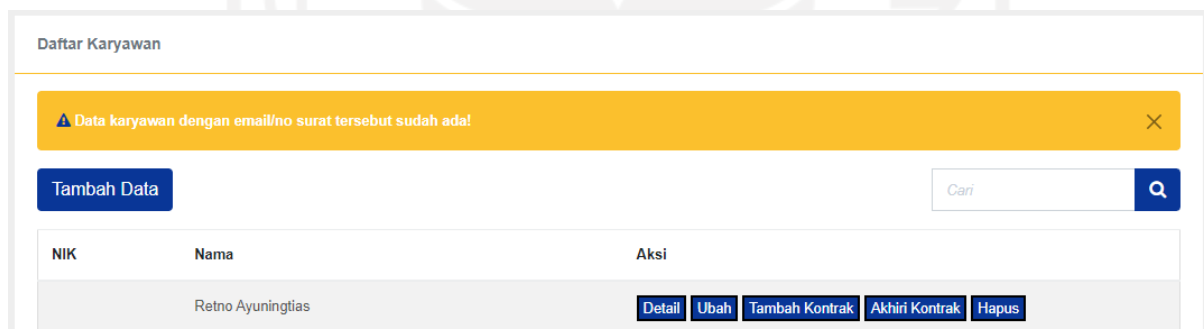 Daftar Karyawan
Data karyawan dengan email/no surat tersebut sudah ada!
Tambah Data Cari
NIK Nama Aksi
Retno Ayuningtias Detail Ubah Tambah Kontrak Akhiri Kontrak Hapus